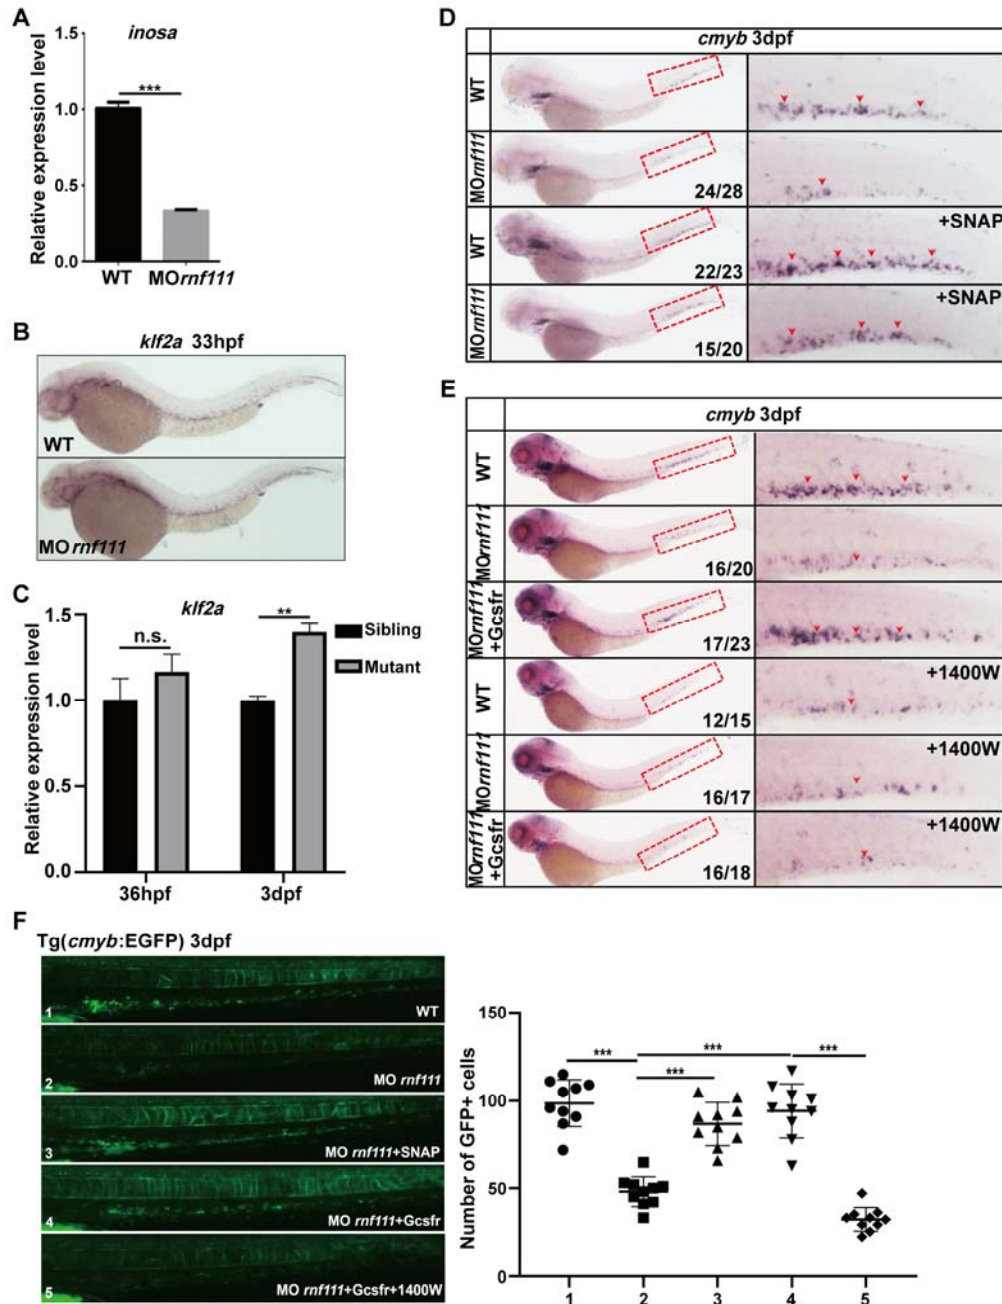 A
inosa
Relative expression level
1.5
1.0
0.5
0.0
***
WT
MOrnf111
B
klf2a 33hpf
WT
MOrnf111
C
klf2a
Relative expression level
1.5
1.0
0.5
0.0
n.s.
**
Sibling
Mutant
36hpf
3dpf
D
cmyb 3dpf
WT
MOrnf111
24/28
WT
22/23
+SNAP
MOrnf111
15/20
+SNAP
E
cmyb 3dpf
WT
MOrnf111
16/20
MOrnf111
+Gcsfr
17/23
WT
12/15
+1400W
MOrnf111
16/17
+1400W
MOrnf111
+Gcsfr
16/18
+1400W
F
Tg(cmyb:EGFP) 3dpf
1
WT
2
MO rnf111
3
MO rnf111+SNAP
4
MO rnf111+Gcsfr
5
MO rnf111+Gcsfr+1400W
Number of GFP+ cells
150
100
50
0
***
***
***
***
1 2 3 4 5